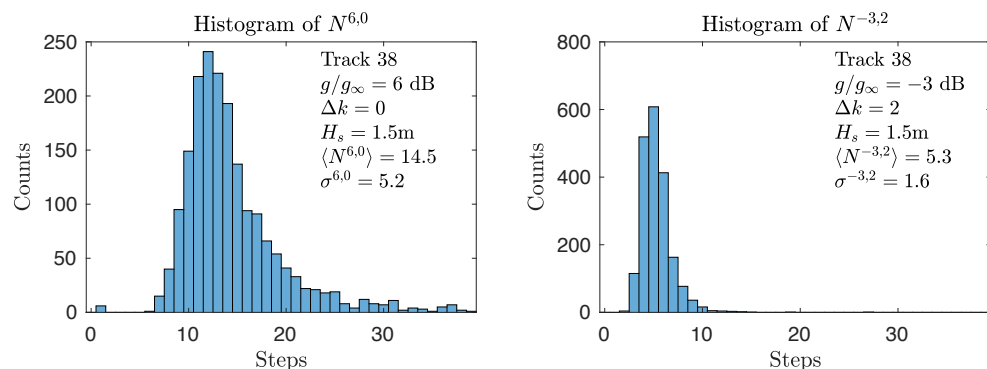 Histogram of N^{6,0}
250
200
150
100
50
0
Counts
Track 38
g/g_∞ = 6 dB
Δk = 0
H_s = 1.5m
⟨N^{6,0}⟩ = 14.5
σ^{6,0} = 5.2
0 10 20 30
Steps
Histogram of N^{-3,2}
800
600
400
200
0
Counts
Track 38
g/g_∞ = −3 dB
Δk = 2
H_s = 1.5m
⟨N^{-3,2}⟩ = 5.3
σ^{-3,2} = 1.6
0 10 20 30
Steps